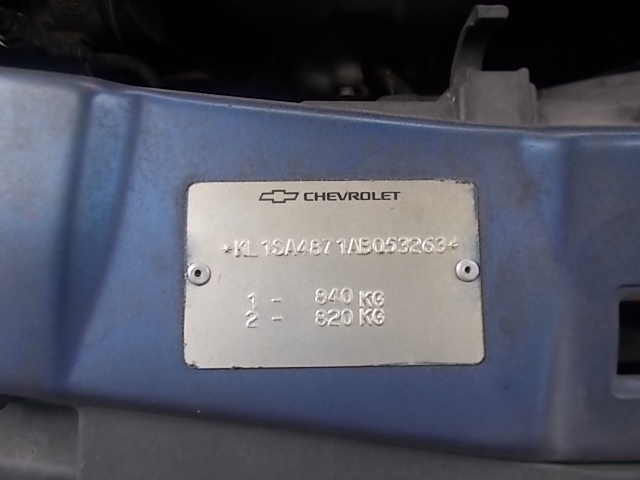 CHEVROLET
*KL1SA4871AB053263*
1 - 840 KG
2 - 820 KG